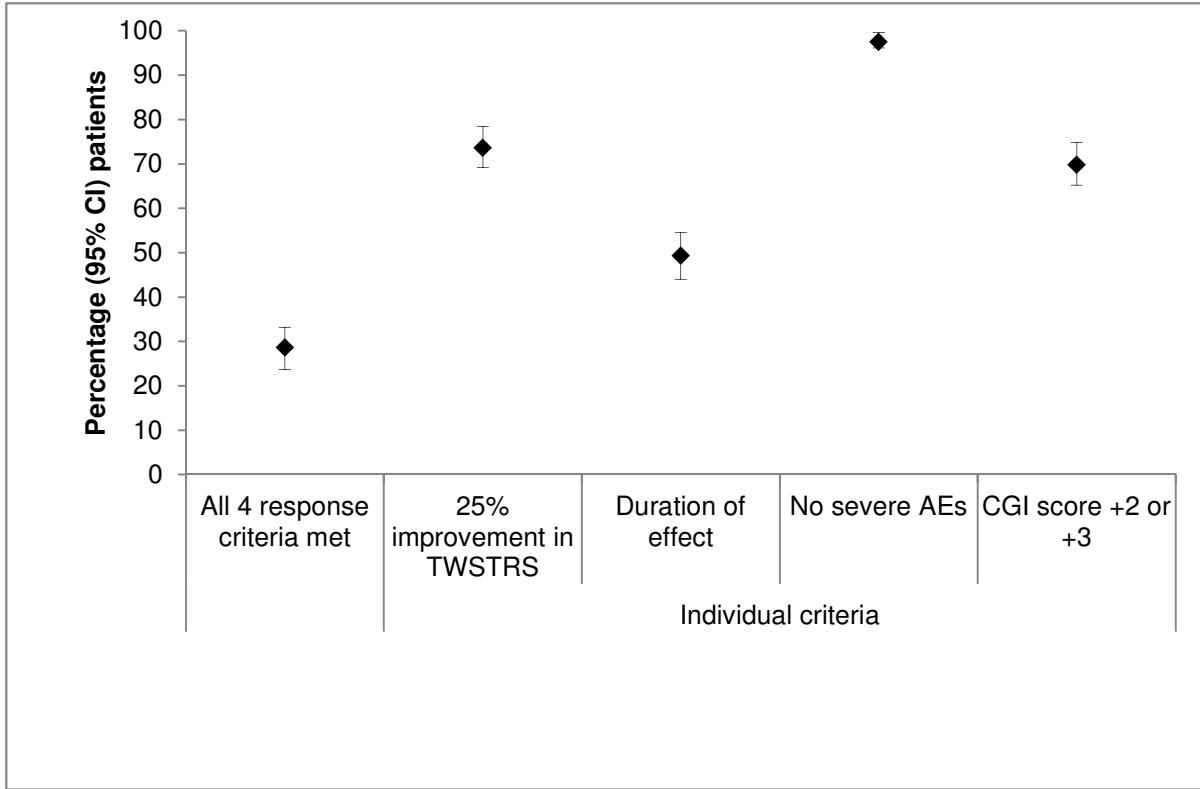 Percentage (95% CI) patients
100
90
80
70
60
50
40
30
20
10
0
All 4 response
criteria met
25%
improvement in
TWSTRS
Duration of
effect
No severe AEs
CGI score +2 or
+3
Individual criteria